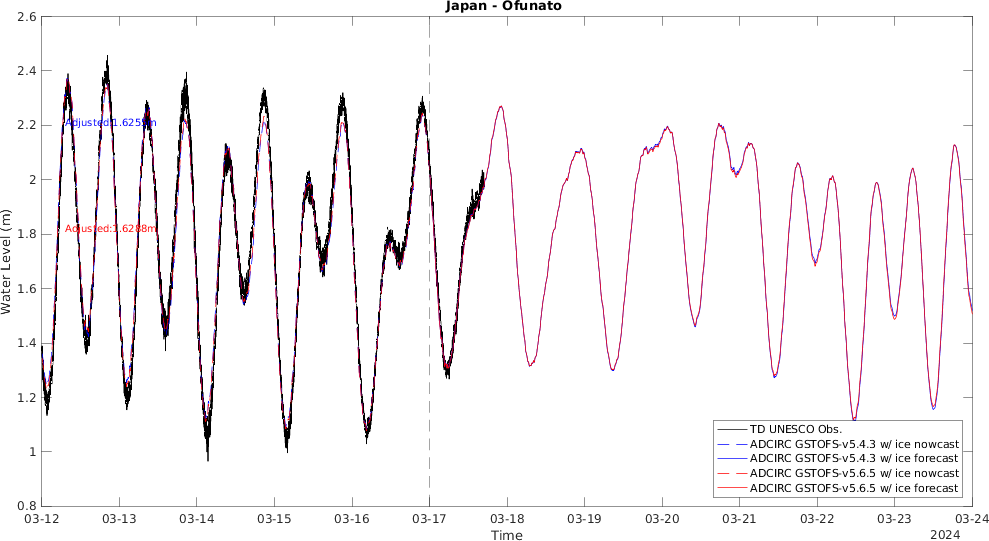 Japan - Ofunato
2.6
2.4
2.2
2
1.8
1.6
1.4
1.2
1
0.8
Water Level (m)
Adjusted:1.6288m
TD UNESCO Obs.
ADCIRC GSTOFS-v5.4.3 w/ ice nowcast
ADCIRC GSTOFS-v5.4.3 w/ ice forecast
ADCIRC GSTOFS-v5.6.5 w/ ice nowcast
ADCIRC GSTOFS-v5.6.5 w/ ice forecast
03-12 03-13 03-14 03-15 03-16 03-17 03-18 03-19 03-20 03-21 03-22 03-23 03-24
Time
2024